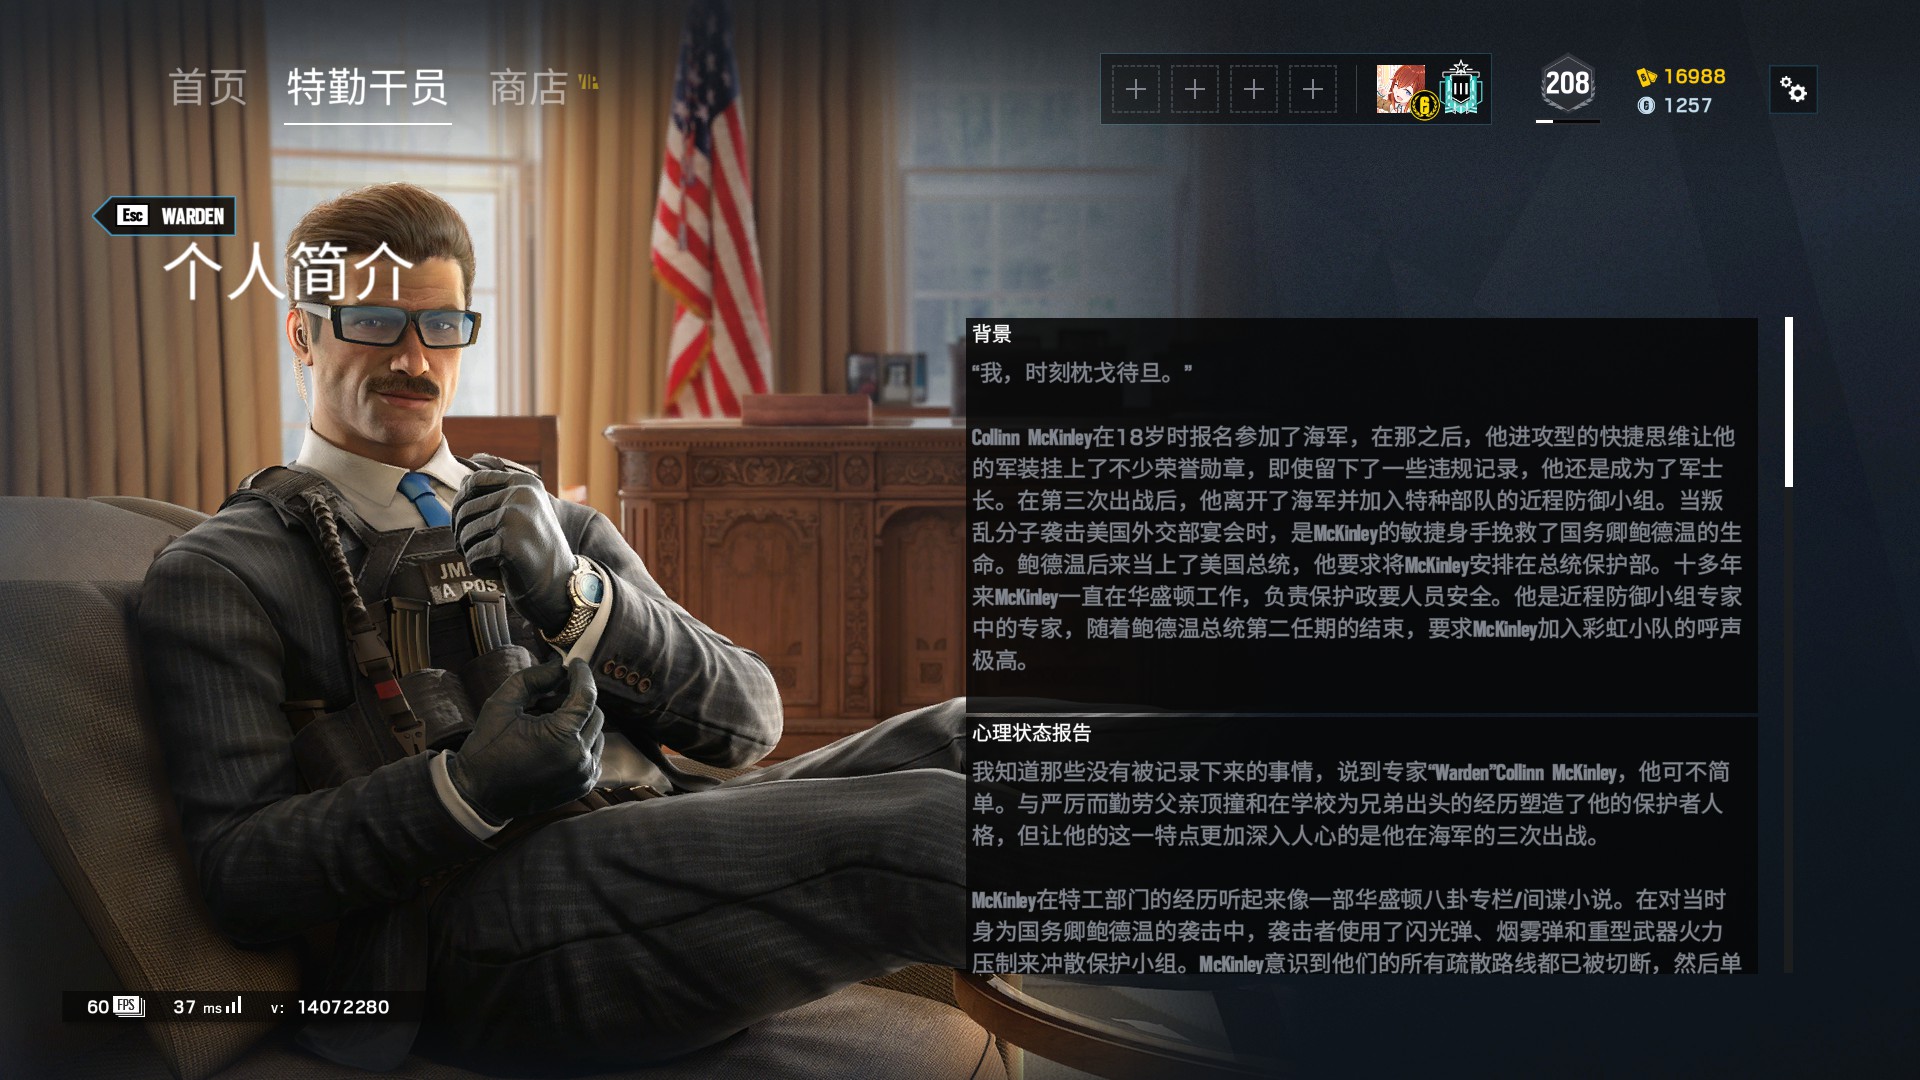 首页 特勤干员 商店
208
16988
1257
Esc WARDEN
个人简介
背景
“我，时刻枕戈待旦。”
Collinn McKinley在18岁时报名参加了海军，在那之后，他进攻型的快捷思维让他
的军装挂上了不少荣誉勋章，即使留下了一些违规记录，他还是成为了军士
长。在第三次出战后，他离开了海军并加入特种部队的近程防御小组。当叛
乱分子袭击美国外交部宴会时，是McKinley的敏捷身手挽救了国务卿鲍德温的生
命。鲍德温后来当上了美国总统，他要求将McKinley安排在总统保护部。十多年
来McKinley一直在华盛顿工作，负责保护政要人员安全。他是近程防御小组专家
中的专家，随着鲍德温总统第二任期的结束，要求McKinley加入彩虹小队的呼声
极高。
心理状态报告
我知道那些没有被记录下来的事情，说到专家“Warden”Collinn McKinley，他可不简
单。与严厉而勤劳父亲顶撞和在学校为兄弟出头的经历塑造了他的保护者人
格，但让他的这一特点更加深入人心的是他在海军的三次出战。
McKinley在特工部门的经历听起来像一部华盛顿八卦专栏/间谍小说。在对当时
身为国务卿鲍德温的袭击中，袭击者使用了闪光弹、烟雾弹和重型武器火力
压制来冲散保护小组。McKinley意识到他们的所有疏散路线都已被切断，然后单
JM
A POS
60 FPS 37 ms v: 14072280